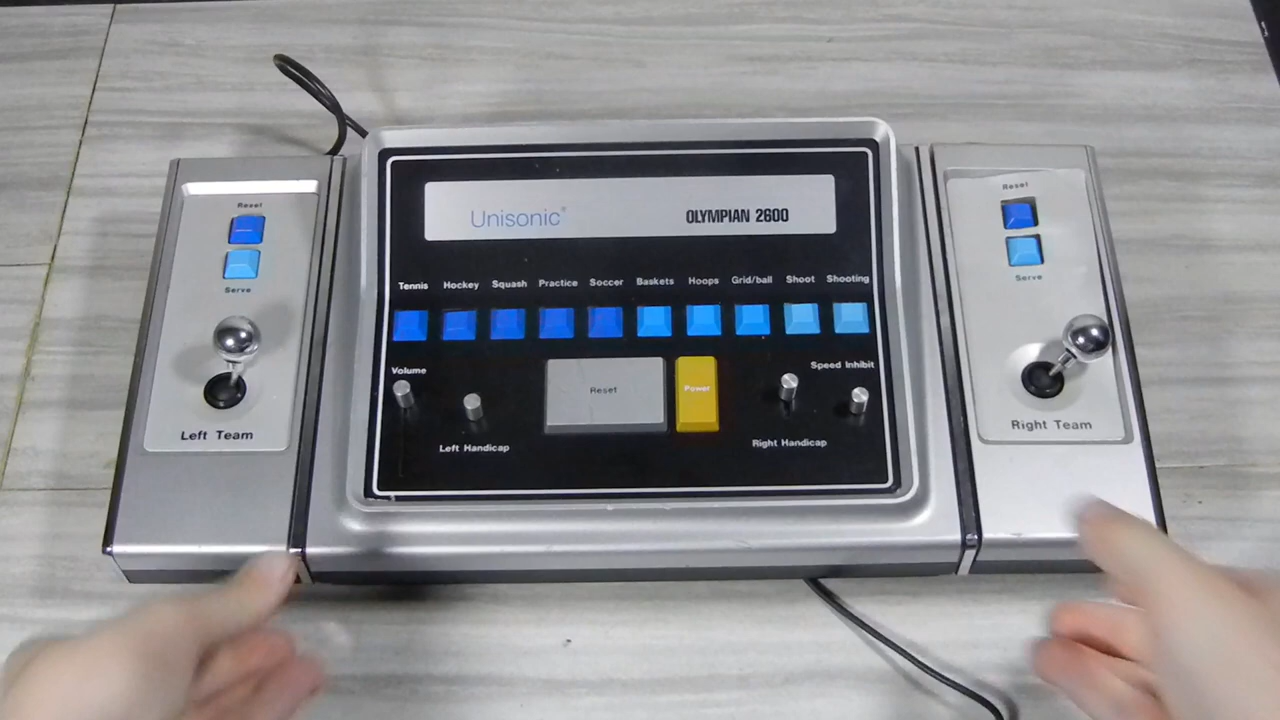 Unisonic®
OLYMPIAN 2600
Tennis Hockey Squash Practice Soccer Baskets Hoops Grid/ball Shoot Shooting
Volume
Left Handicap
Reset
Power
Speed Inhibit
Right Handicap
Reset
Serve
Left Team
Reset
Serve
Right Team